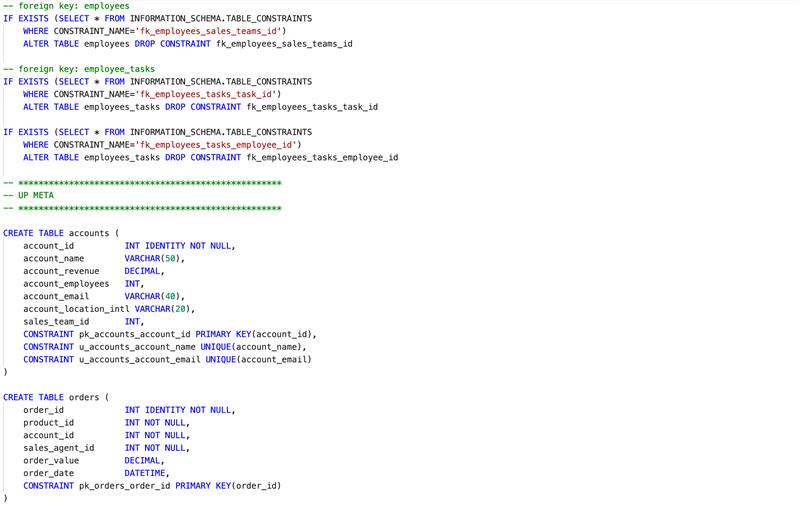 -- foreign key: employees
IF EXISTS (SELECT * FROM INFORMATION_SCHEMA.TABLE_CONSTRAINTS
    WHERE CONSTRAINT_NAME='fk_employees_sales_teams_id')
    ALTER TABLE employees DROP CONSTRAINT fk_employees_sales_teams_id

-- foreign key: employee_tasks
IF EXISTS (SELECT * FROM INFORMATION_SCHEMA.TABLE_CONSTRAINTS
    WHERE CONSTRAINT_NAME='fk_employees_tasks_task_id')
    ALTER TABLE employees_tasks DROP CONSTRAINT fk_employees_tasks_task_id

IF EXISTS (SELECT * FROM INFORMATION_SCHEMA.TABLE_CONSTRAINTS
    WHERE CONSTRAINT_NAME='fk_employees_tasks_employee_id')
    ALTER TABLE employees_tasks DROP CONSTRAINT fk_employees_tasks_employee_id

-- ****************************************************
-- UP META
-- ****************************************************

CREATE TABLE accounts (
    account_id          INT IDENTITY NOT NULL,
    account_name        VARCHAR(50),
    account_revenue     DECIMAL,
    account_employees   INT,
    account_email       VARCHAR(40),
    account_location_intl VARCHAR(20),
    sales_team_id       INT,
    CONSTRAINT pk_accounts_account_id PRIMARY KEY(account_id),
    CONSTRAINT u_accounts_account_name UNIQUE(account_name),
    CONSTRAINT u_accounts_account_email UNIQUE(account_email)
)

CREATE TABLE orders (
    order_id            INT IDENTITY NOT NULL,
    product_id          INT NOT NULL,
    account_id          INT NOT NULL,
    sales_agent_id      INT NOT NULL,
    order_value         DECIMAL,
    order_date          DATETIME,
    CONSTRAINT pk_orders_order_id PRIMARY KEY(order_id)
)